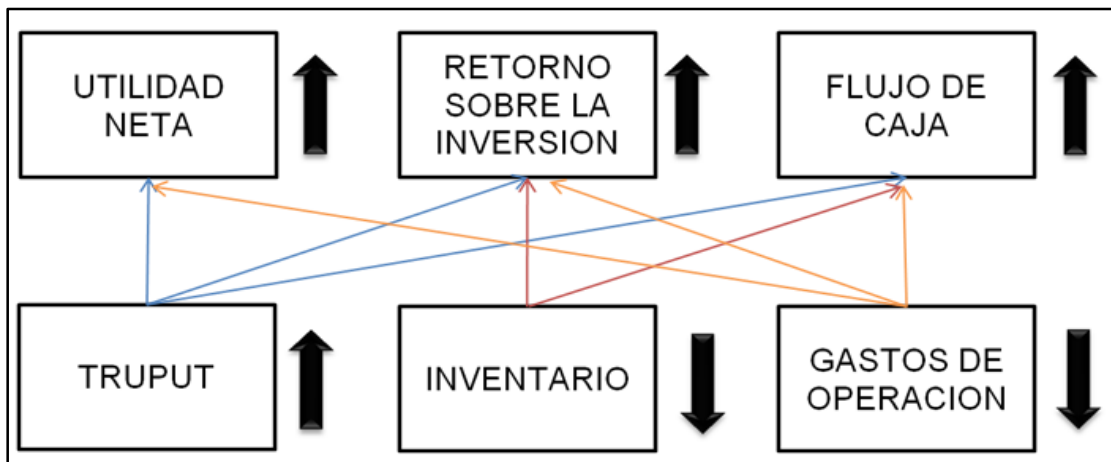 UTILIDAD
NETA
RETORNO
SOBRE LA
INVERSION
FLUJO DE
CAJA
TRUPUT
INVENTARIO
GASTOS DE
OPERACION